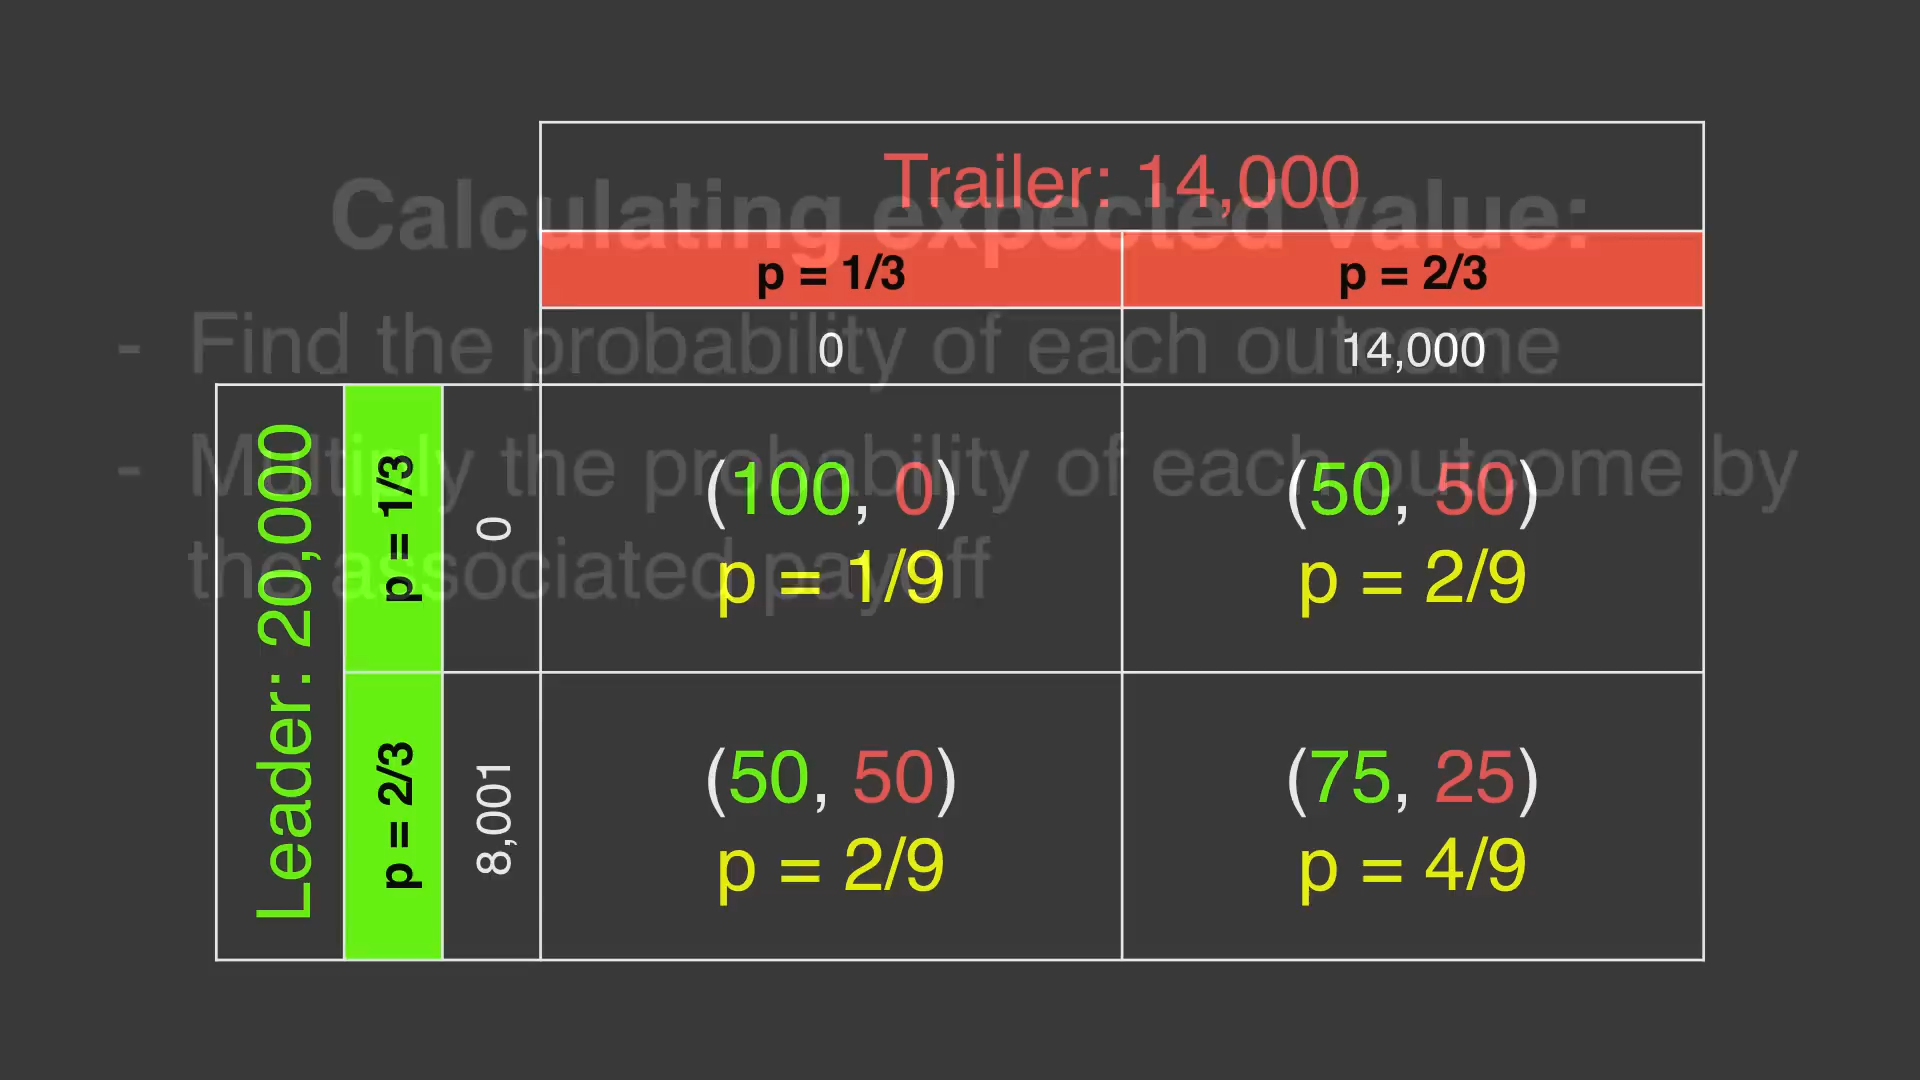 Trailer: 14,000
Calculating expected value:
p = 1/3
p = 2/3
- Find the probability of each outcome
0
14,000
- Multiply the probability of each outcome by
the associated payoff
Leader: 20,000
p = 1/3
0
(100, 0)
p = 1/9
(50, 50)
p = 2/9
p = 2/3
8,001
(50, 50)
p = 2/9
(75, 25)
p = 4/9